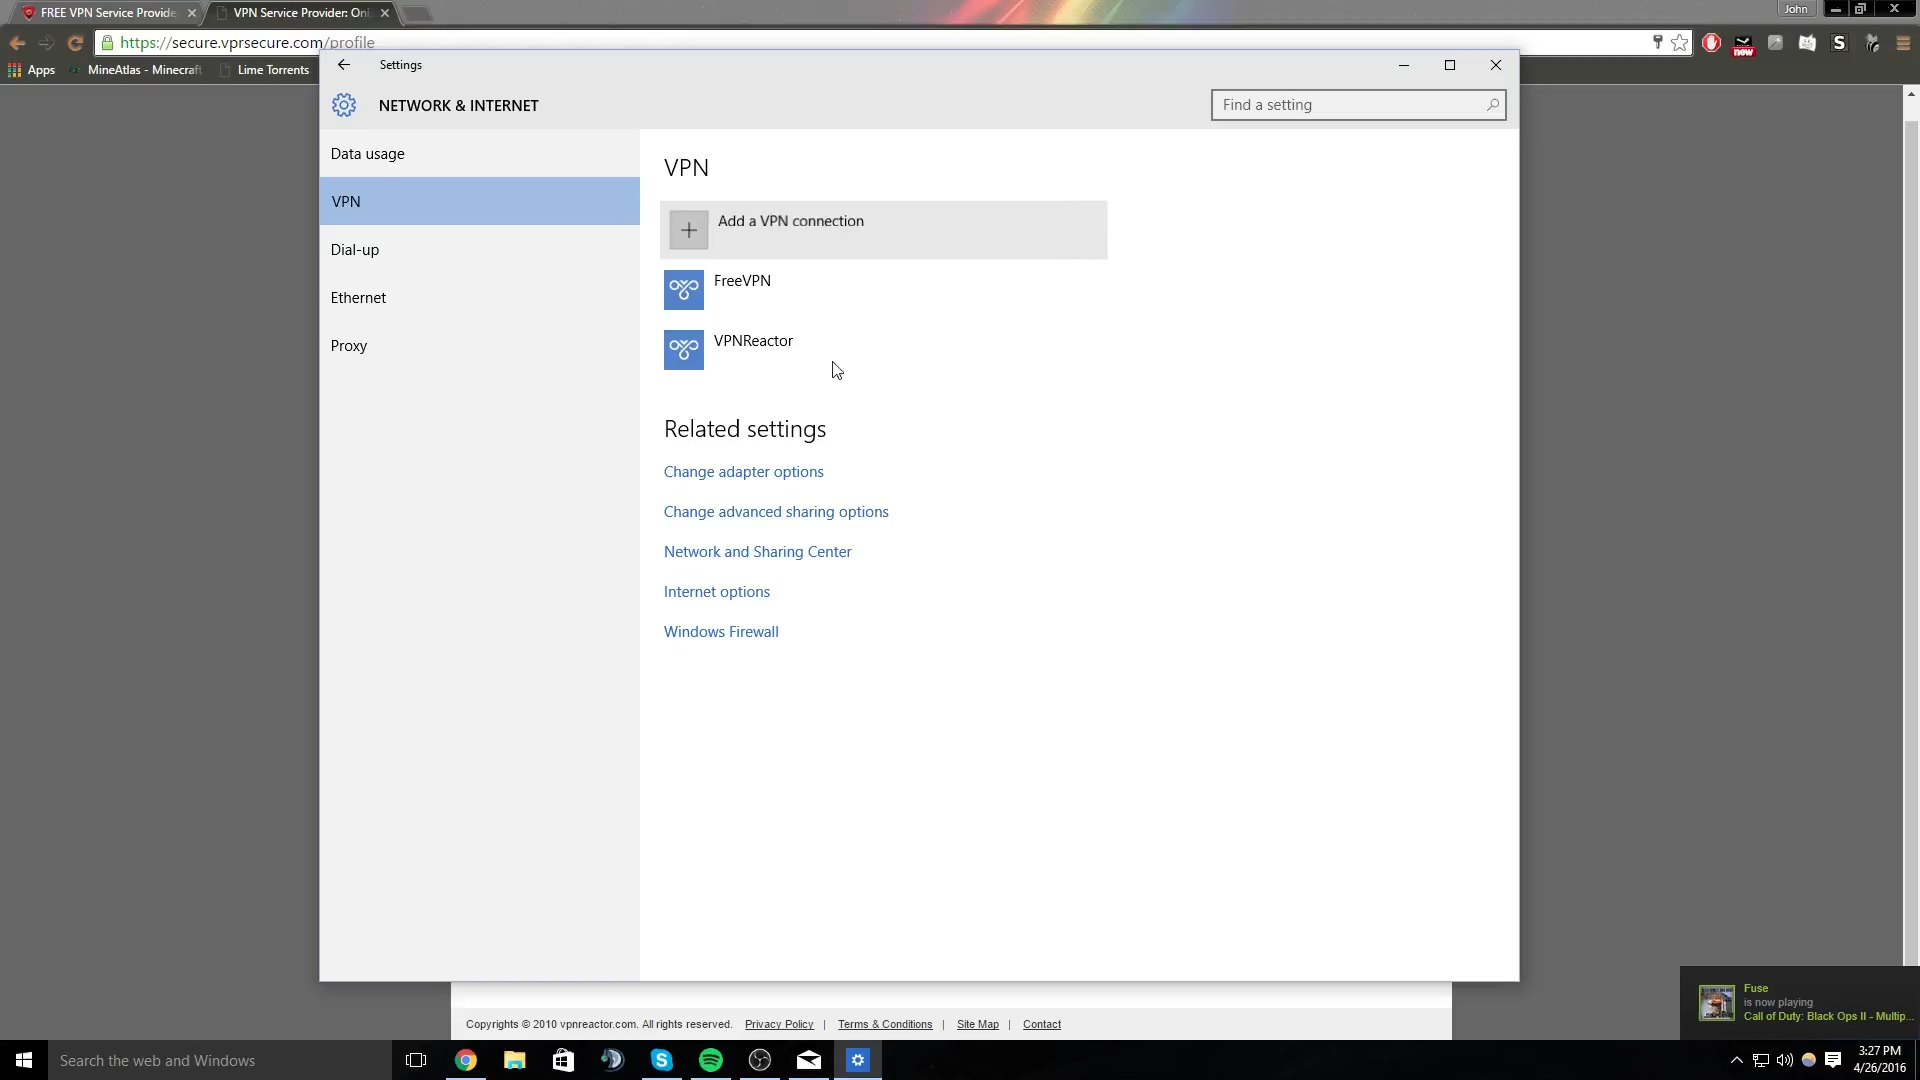 FREE VPN Service Provide
VPN Service Provider: Onl
John
https://secure.vprsecure.com/profile
new
S
Apps
MineAtlas - Minecraft
Lime Torrents
Settings
NETWORK & INTERNET
Find a setting
Data usage
VPN
Dial-up
Ethernet
Proxy
VPN
Add a VPN connection
FreeVPN
VPNReactor
Related settings
Change adapter options
Change advanced sharing options
Network and Sharing Center
Internet options
Windows Firewall
Fuse
is now playing
Call of Duty: Black Ops II - Multip...
Copyrights © 2010 vpnreactor.com. All rights reserved. Privacy Policy | Terms & Conditions | Site Map | Contact
Search the web and Windows
3:27 PM
4/26/2016